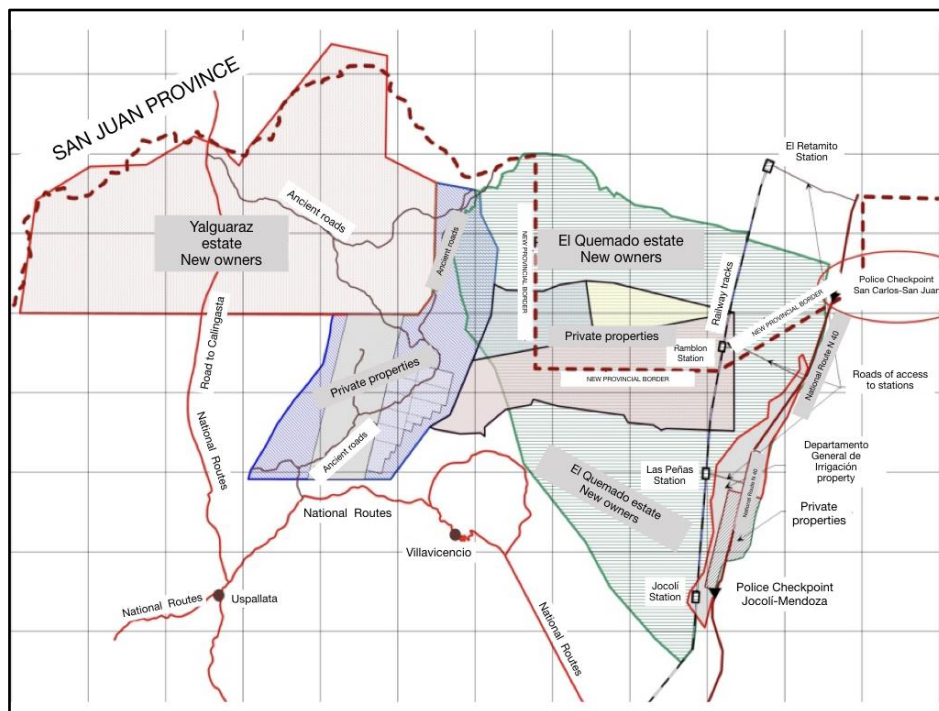 SAN JUAN PROVINCE
El Retamito
Station
Ancient roads
Yalguaraz
estate
New owners
Ancient roads
NEW PROVINCIAL BORDER
El Quemado estate
New owners
Railway tracks
Police Checkpoint
San Carlos-San Juan
NEW PROVINCIAL BORDER
Road to Calingasta
Private properties
Ramblon
Station
National Route N 40
Roads of access
to stations
Private properties
NEW PROVINCIAL BORDER
National Routes
Ancient roads
El Quemado estate
New owners
Las Peñas
Station
National Route N 40
Departamento
General de
Irrigación
property
Private
properties
National Routes
Villavicencio
Jocolí
Station
Police Checkpoint
Jocolí-Mendoza
National Routes
Uspallata
National Routes